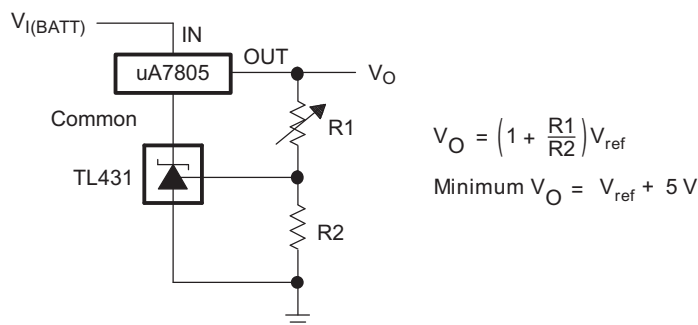 V_I(BATT)
IN
OUT
uA7805
V_O
Common
R1
TL431
R2
V_O = (1 + R1/R2) V_ref
Minimum V_O = V_ref + 5 V